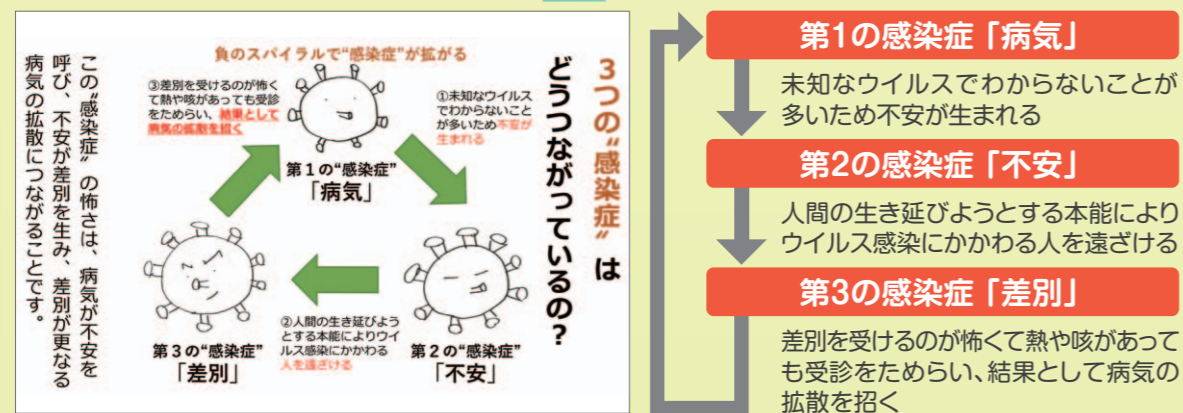 3つの“感染症”は
どうつながっているの？
負のスパイラルで“感染症”が拡がる
①未知なウイルス
でわからないこと
が多いため不安が
生まれる
第1の“感染症”
「病気」
②人間の生き延びよう
とする本能によりウイ
ルス感染にかかわる
人を遠ざける
第2の“感染症”
「不安」
③差別を受けるのが怖く
て熱や咳があっても受診
をためらい、結果として
病気の拡散を招く
第3の“感染症”
「差別」
この“感染症”の怖さは、病気が不安を
呼び、不安が差別を生み、差別が更なる
病気の拡散につながることです。
第1の感染症「病気」
未知なウイルスでわからないことが
多いため不安が生まれる
第2の感染症「不安」
人間の生き延びようとする本能により
ウイルス感染にかかわる人を遠ざける
第3の感染症「差別」
差別を受けるのが怖くて熱や咳があって
も受診をためらい、結果として病気の
拡散を招く